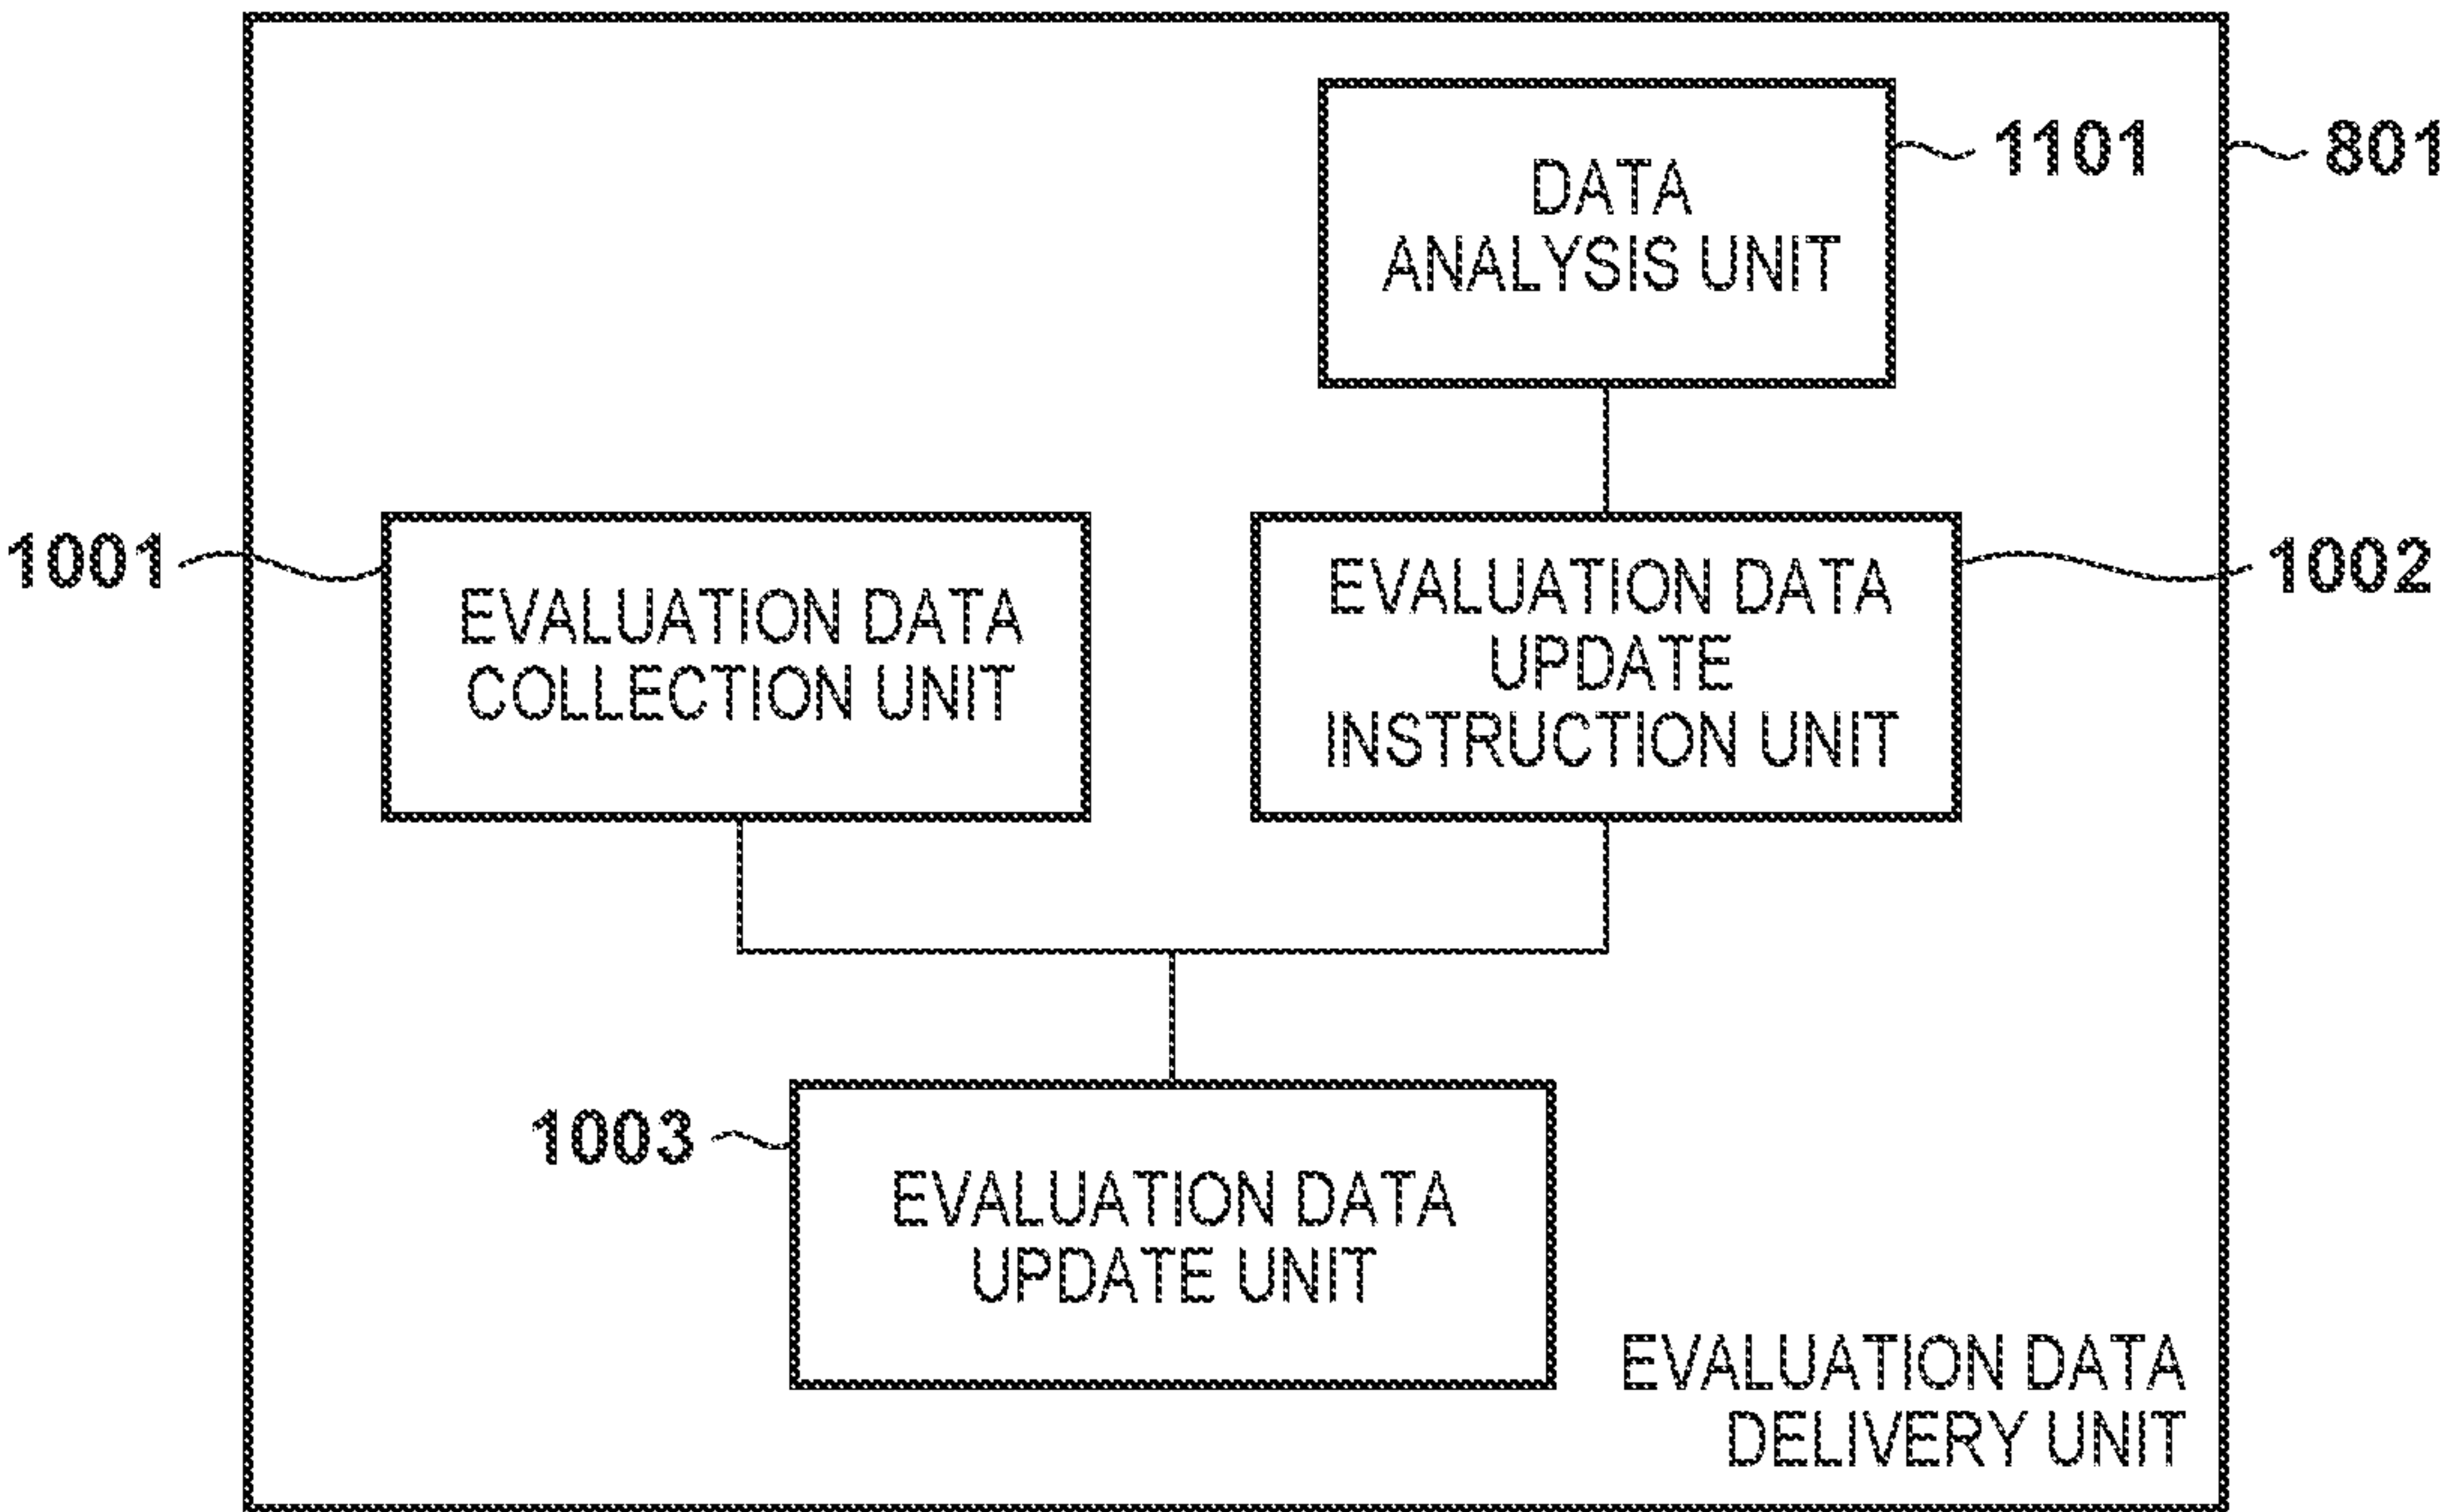 DATA
ANALYSIS UNIT
1101
801
1001
EVALUATION DATA
COLLECTION UNIT
EVALUATION DATA
UPDATE
INSTRUCTION UNIT
1002
1003
EVALUATION DATA
UPDATE UNIT
EVALUATION DATA
DELIVERY UNIT